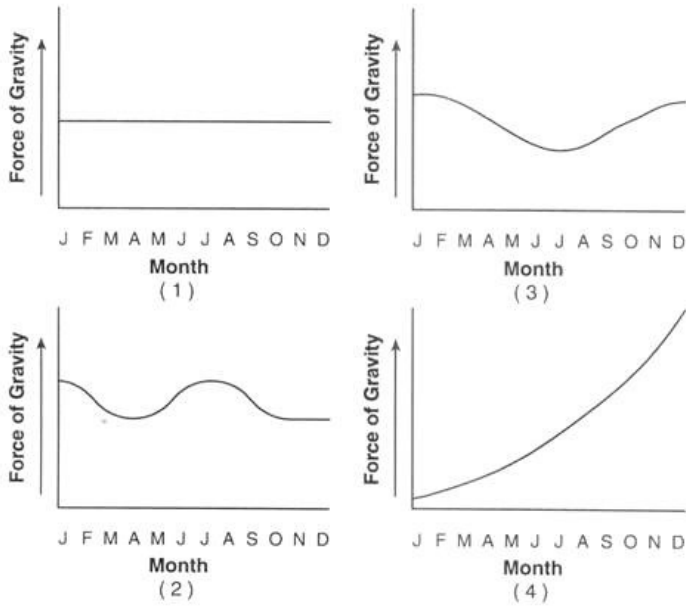 Force of Gravity
J F M A M J J A S O N D
Month
(1)
Force of Gravity
J F M A M J J A S O N D
Month
(3)
Force of Gravity
J F M A M J J A S O N D
Month
(2)
Force of Gravity
J F M A M J J A S O N D
Month
(4)